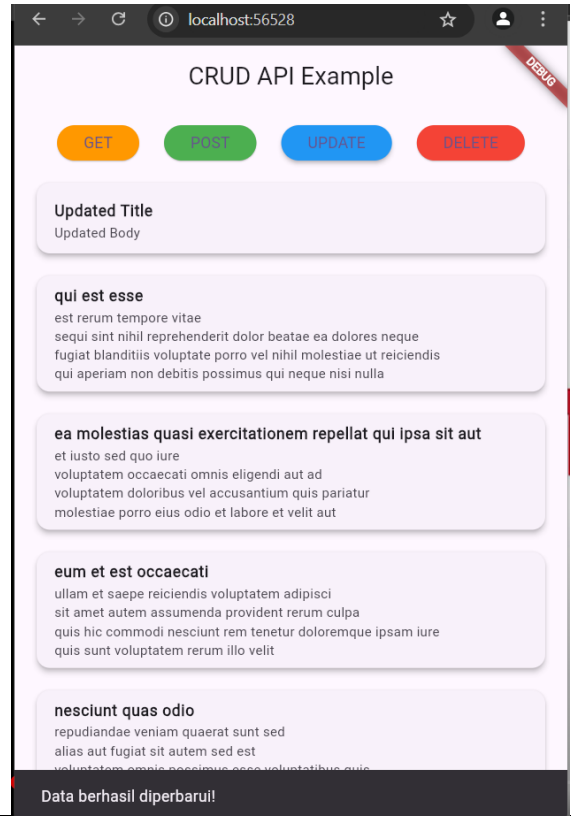 localhost:56528
DEBUG
CRUD API Example
GET POST UPDATE DELETE
Updated Title
Updated Body
qui est esse
est rerum tempore vitae
sequi sint nihil reprehenderit dolor beatae ea dolores neque
fugiat blanditiis voluptate porro vel nihil molestiae ut reiciendis
qui aperiam non debitis possimus qui neque nisi nulla
ea molestias quasi exercitationem repellat qui ipsa sit aut
et iusto sed quo iure
voluptatem occaecati omnis eligendi aut ad
voluptatem doloribus vel accusantium quis pariatur
molestiae porro eius odio et labore et velit aut
eum et est occaecati
ullam et saepe reiciendis voluptatem adipisci
sit amet autem assumenda provident rerum culpa
quis hic commodi nesciunt rem tenetur doloremque ipsam iure
quis sunt voluptatem rerum illo velit
nesciunt quas odio
repudiandae veniam quaerat sunt sed
alias aut fugiat sit autem sed est
voluptatem omnis possimus esse voluptatibus quis
Data berhasil diperbarui!